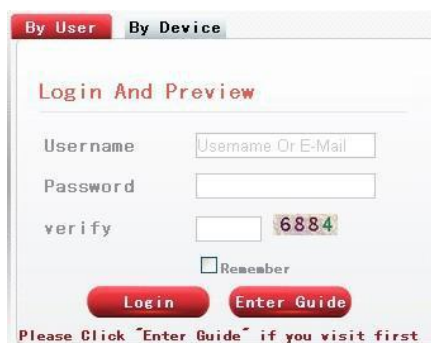 By User By Device
Login And Preview
Username Username Or E-Mail
Password
verify 6884
Remember
Login Enter Guide
Please Click "Enter Guide" if you visit first